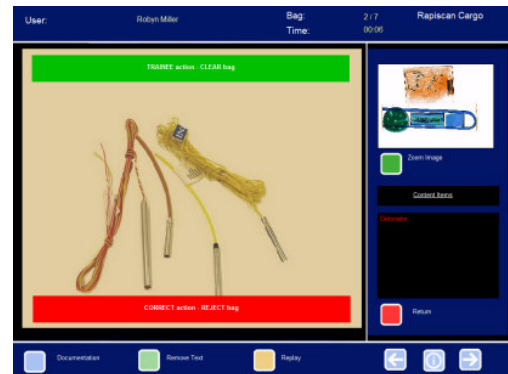 User: Robyn Miller Bag: 2 / 7 Rapiscan Cargo
Time: 00:06
TRAINEE action - CLEAR bag
Zoom Image
Content Items
Detonator
CORRECT action - REJECT bag
Return
Documentation Remove Text Replay